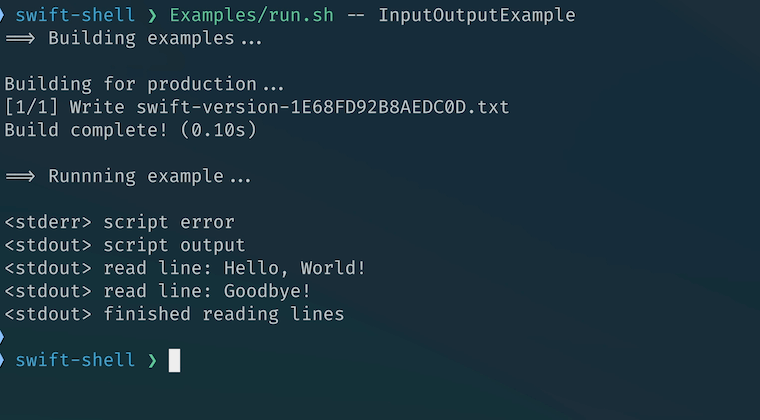 swift-shell ❯ Examples/run.sh -- InputOutputExample
==> Building examples...
Building for production...
[1/1] Write swift-version-1E68FD92B8AEDC0D.txt
Build complete! (0.10s)
==> Runnning example...
<stderr> script error
<stdout> script output
<stdout> read line: Hello, World!
<stdout> read line: Goodbye!
<stdout> finished reading lines
swift-shell ❯